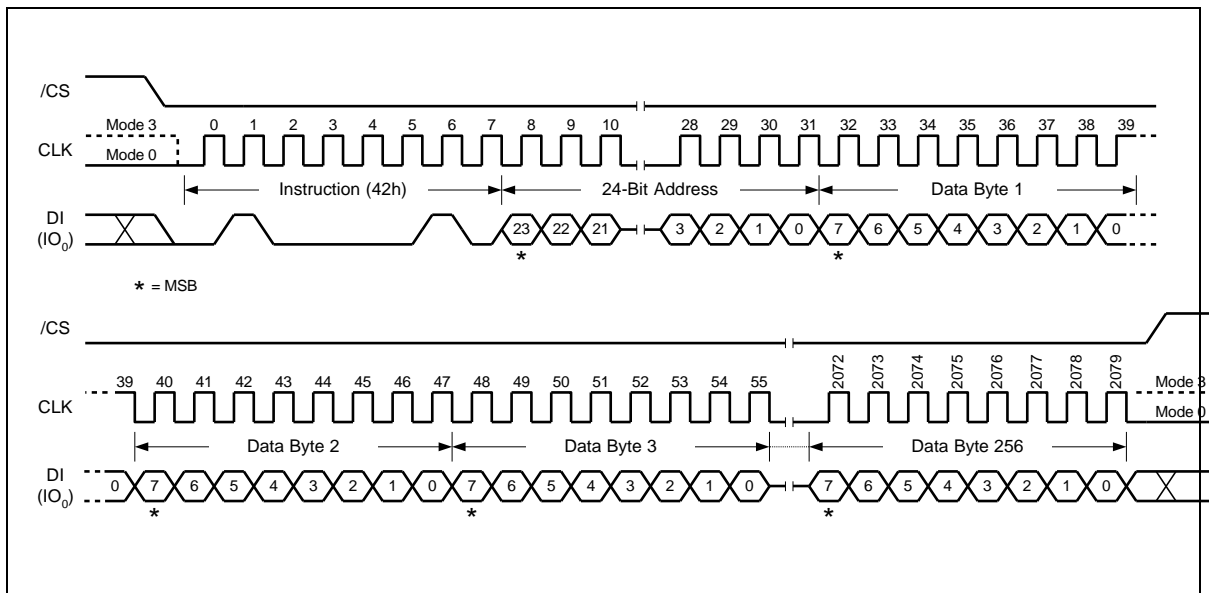 /CS
Mode 3
0 1 2 3 4 5 6 7 8 9 10 28 29 30 31 32 33 34 35 36 37 38 39
CLK
Mode 0
Instruction (42h) 24-Bit Address Data Byte 1
DI
(IO0)
23 22 21 3 2 1 0 7 6 5 4 3 2 1 0
* *
* = MSB
/CS
39 40 41 42 43 44 45 46 47 48 49 50 51 52 53 54 55 2072 2073 2074 2075 2076 2077 2078 2079
Mode 3
CLK
Mode 0
Data Byte 2 Data Byte 3 Data Byte 256
DI
(IO0)
0 7 6 5 4 3 2 1 0 7 6 5 4 3 2 1 0 7 6 5 4 3 2 1 0
* * *